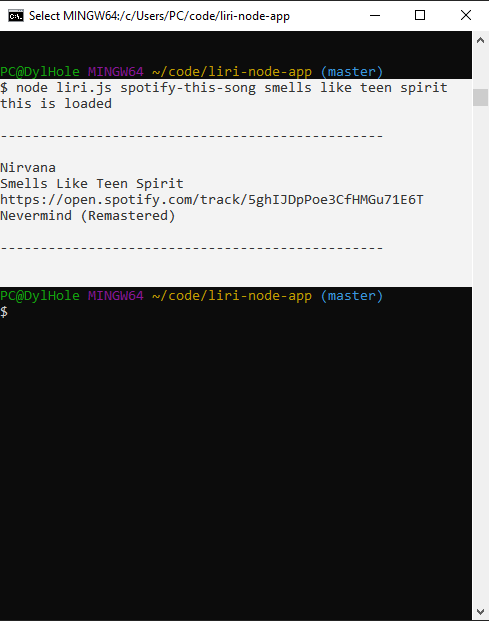 Select MINGW64:/c/Users/PC/code/liri-node-app
PC@DylHole MINGW64 ~/code/liri-node-app (master)
$ node liri.js spotify-this-song smells like teen spirit
this is loaded
------------------------------------------------
Nirvana
Smells Like Teen Spirit
https://open.spotify.com/track/5ghIJDpPoe3CfHMGu71E6T
Nevermind (Remastered)
------------------------------------------------
PC@DylHole MINGW64 ~/code/liri-node-app (master)
$